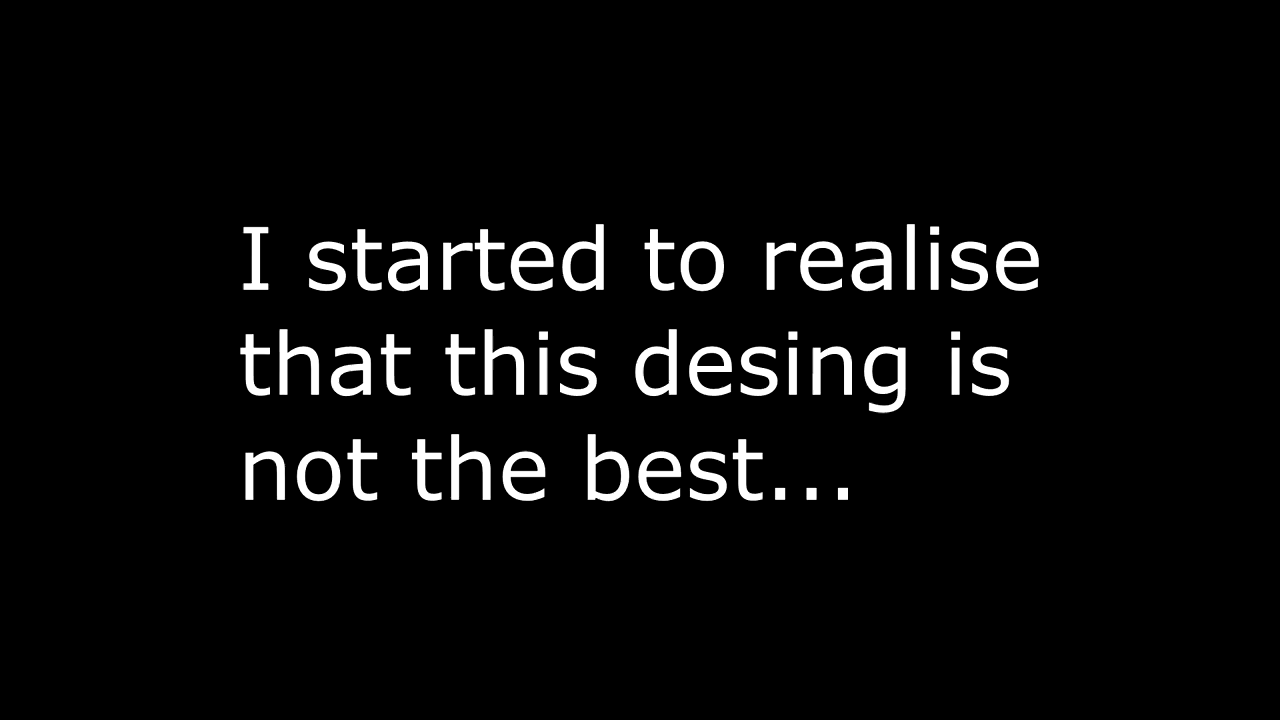 I started to realise
that this desing is
not the best...